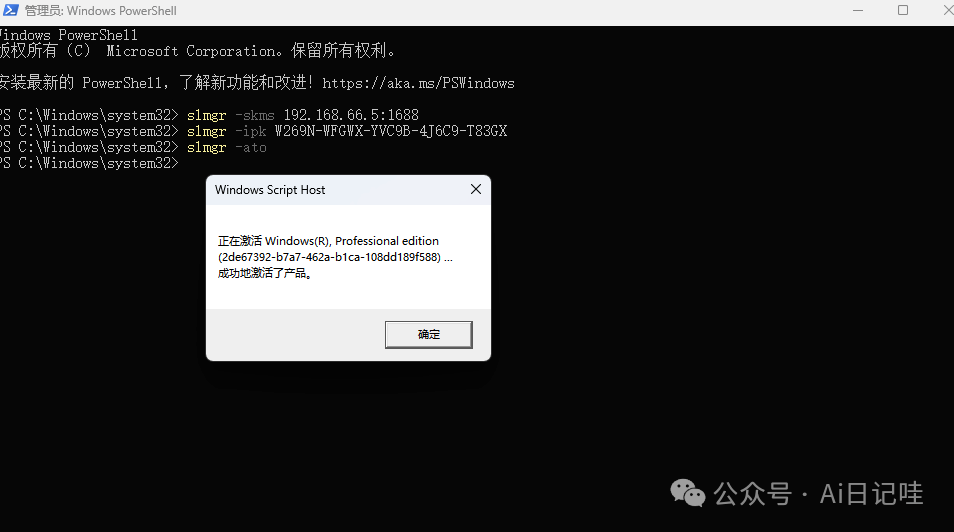 管理员: Windows PowerShell
Windows PowerShell
版权所有 (C) Microsoft Corporation。保留所有权利。
安装最新的 PowerShell，了解新功能和改进！https://aka.ms/PSWindows
PS C:\Windows\system32> slmgr -skms 192.168.66.5:1688
PS C:\Windows\system32> slmgr -ipk W269N-WFGWX-YVC9B-4J6C9-T83GX
PS C:\Windows\system32> slmgr -ato
PS C:\Windows\system32>
Windows Script Host
正在激活 Windows(R), Professional edition
(2de67392-b7a7-462a-b1ca-108dd189f588) ...
成功地激活了产品。
确定
公众号 · Ai日记哇